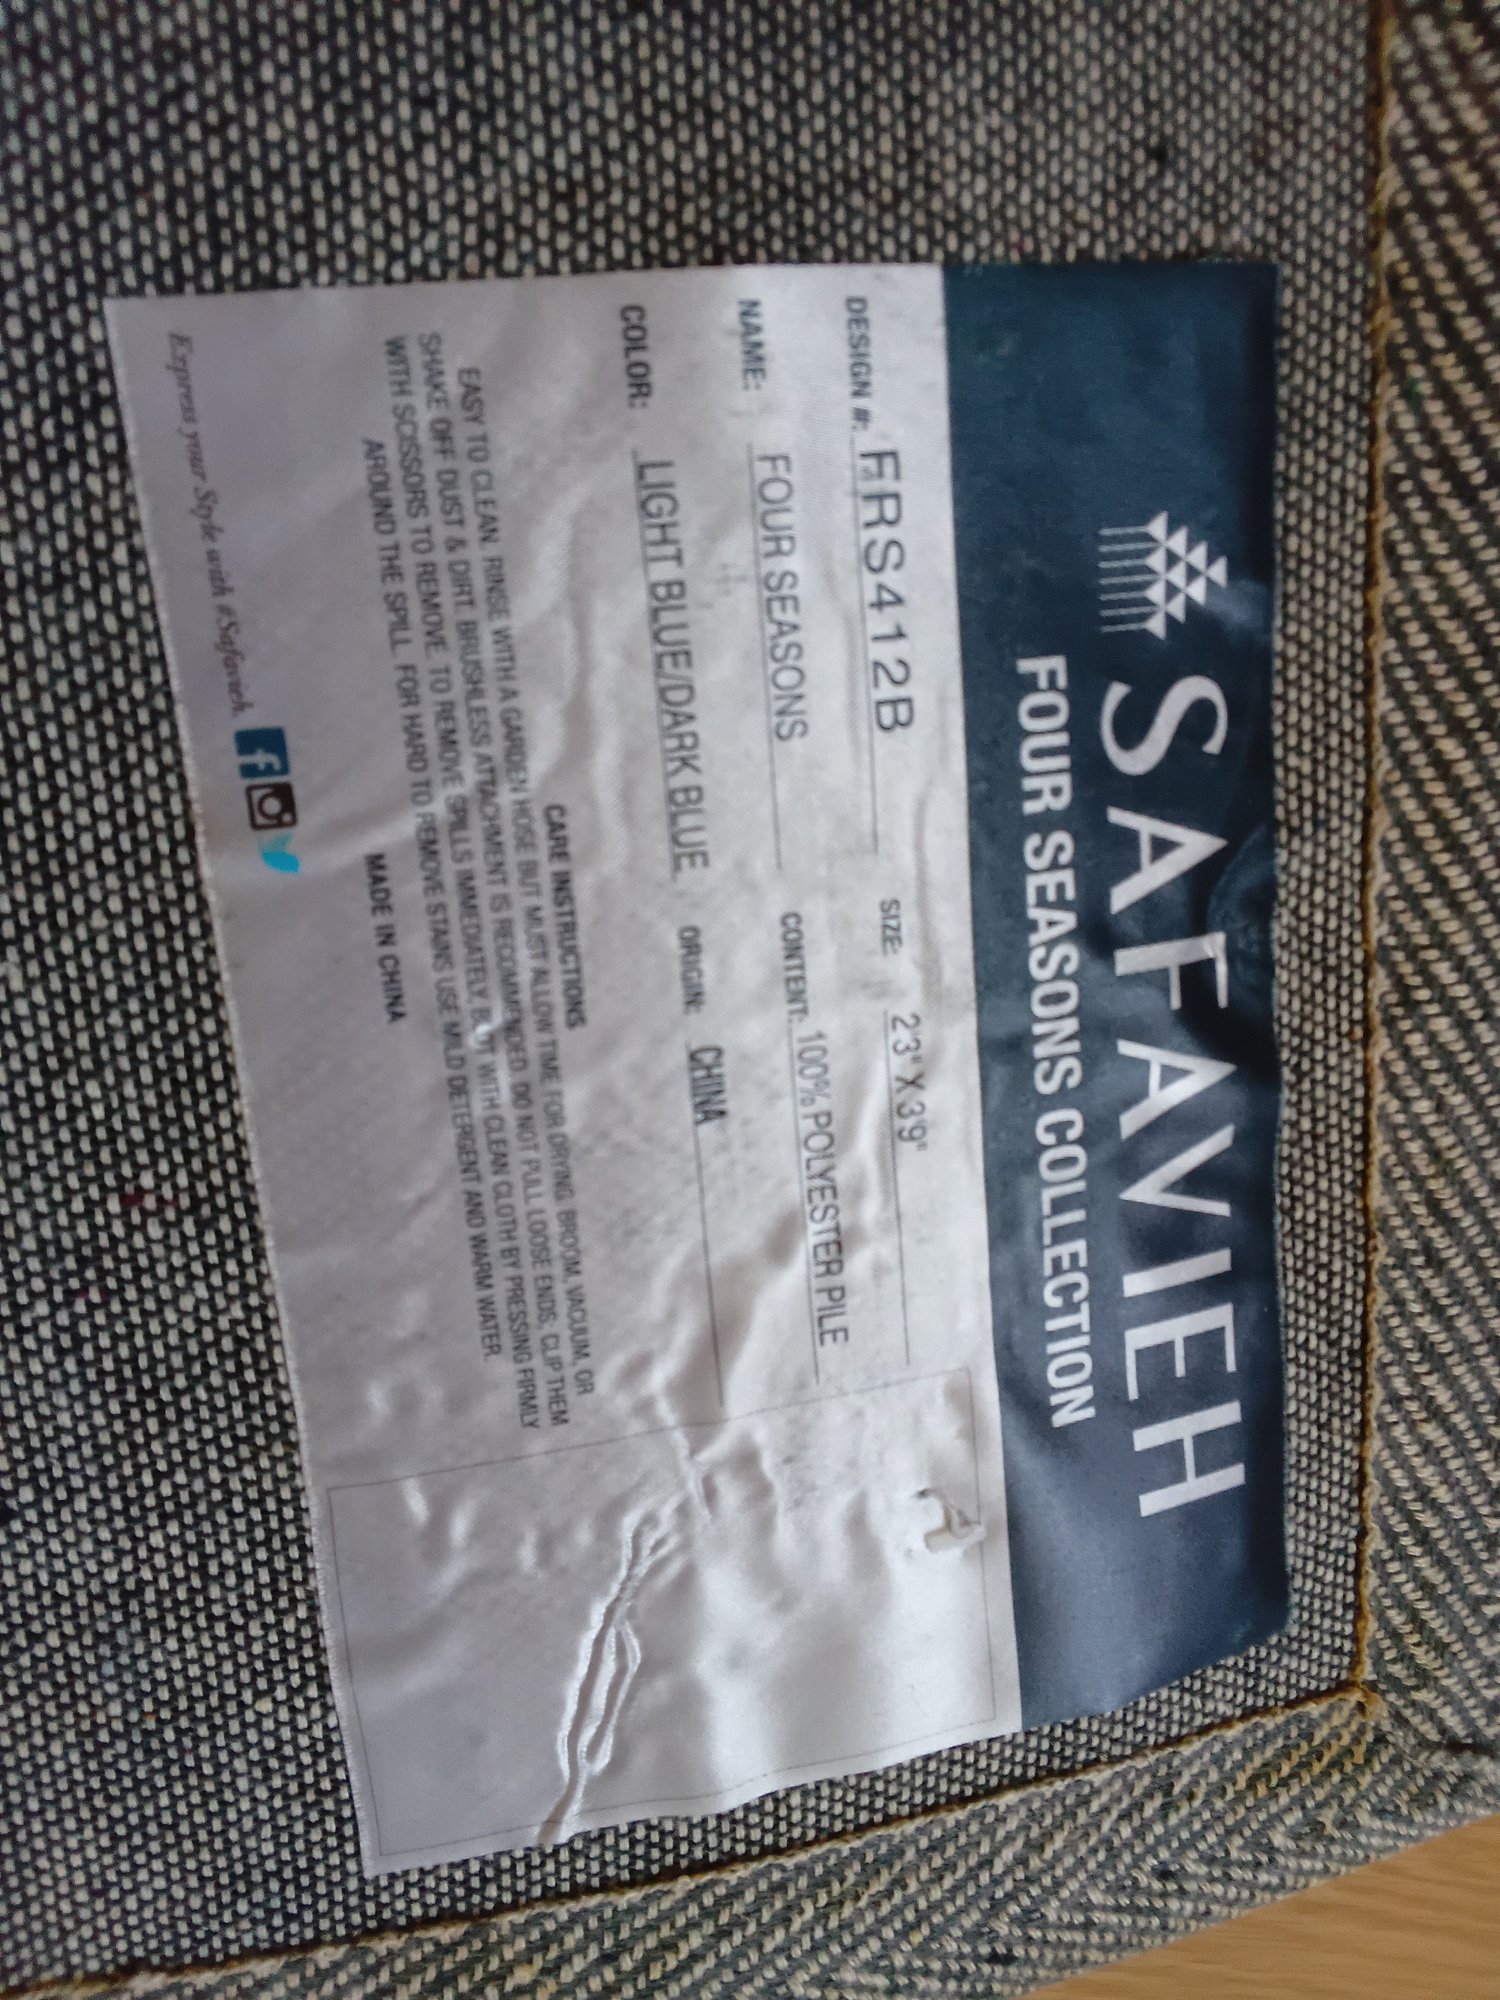 SAFAVIEH
FOUR SEASONS COLLECTION
DESIGN #: FRS412B SIZE: 2'3" X 3'9"
NAME: FOUR SEASONS CONTENT: 100% POLYESTER PILE
COLOR: LIGHT BLUE/DARK BLUE ORIGIN: CHINA
CARE INSTRUCTIONS
EASY TO CLEAN. RINSE WITH A GARDEN HOSE BUT MUST ALLOW TIME FOR DRYING. BROOM, VACUUM, OR
SHAKE OFF DUST & DIRT. BRUSHLESS ATTACHMENT IS RECOMMENDED. DO NOT PULL LOOSE ENDS; CLIP THEM
WITH SCISSORS TO REMOVE. TO REMOVE SPILLS IMMEDIATELY, BLOT WITH CLEAN CLOTH BY PRESSING FIRMLY
AROUND THE SPILL. FOR HARD TO REMOVE STAINS USE MILD DETERGENT AND WARM WATER.
MADE IN CHINA
Express your Style with #Safavieh